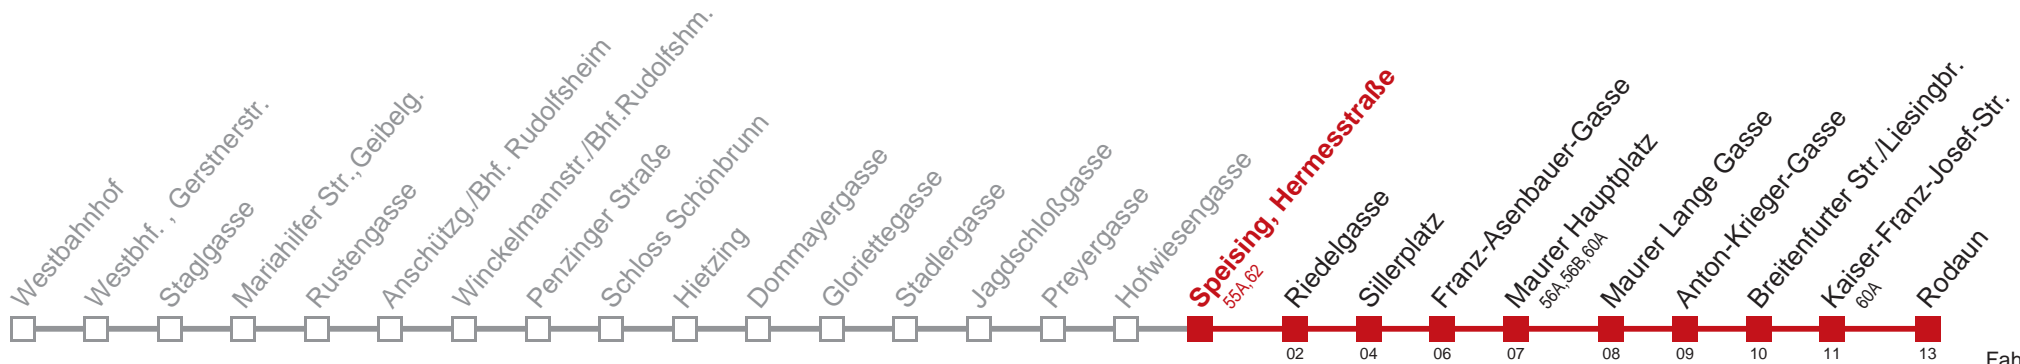 Westbahnhof
Westbhf. , Gerstnerstr.
Staglgasse
Mariahilfer Str.,Geibelg.
Rustengasse
Anschützg./Bhf. Rudolfsheim
Winckelmannstr./Bhf.Rudolfshm.
Penzinger Straße
Schloss Schönbrunn
Hietzing
Dommayergasse
Gloriettegasse
Stadlergasse
Jagdschloßgasse
Preyergasse
Hofwiesengasse
Speising, Hermesstraße
55A,62
Riedelgasse
Sillerplatz
Franz-Asenbauer-Gasse
Maurer Hauptplatz
56A,56B,60A
Maurer Lange Gasse
Anton-Krieger-Gasse
Breitenfurter Str./Liesingbr.
Kaiser-Franz-Josef-Str.
60A
Rodaun
02 04 06 07 08 09 10 11 13
Fah